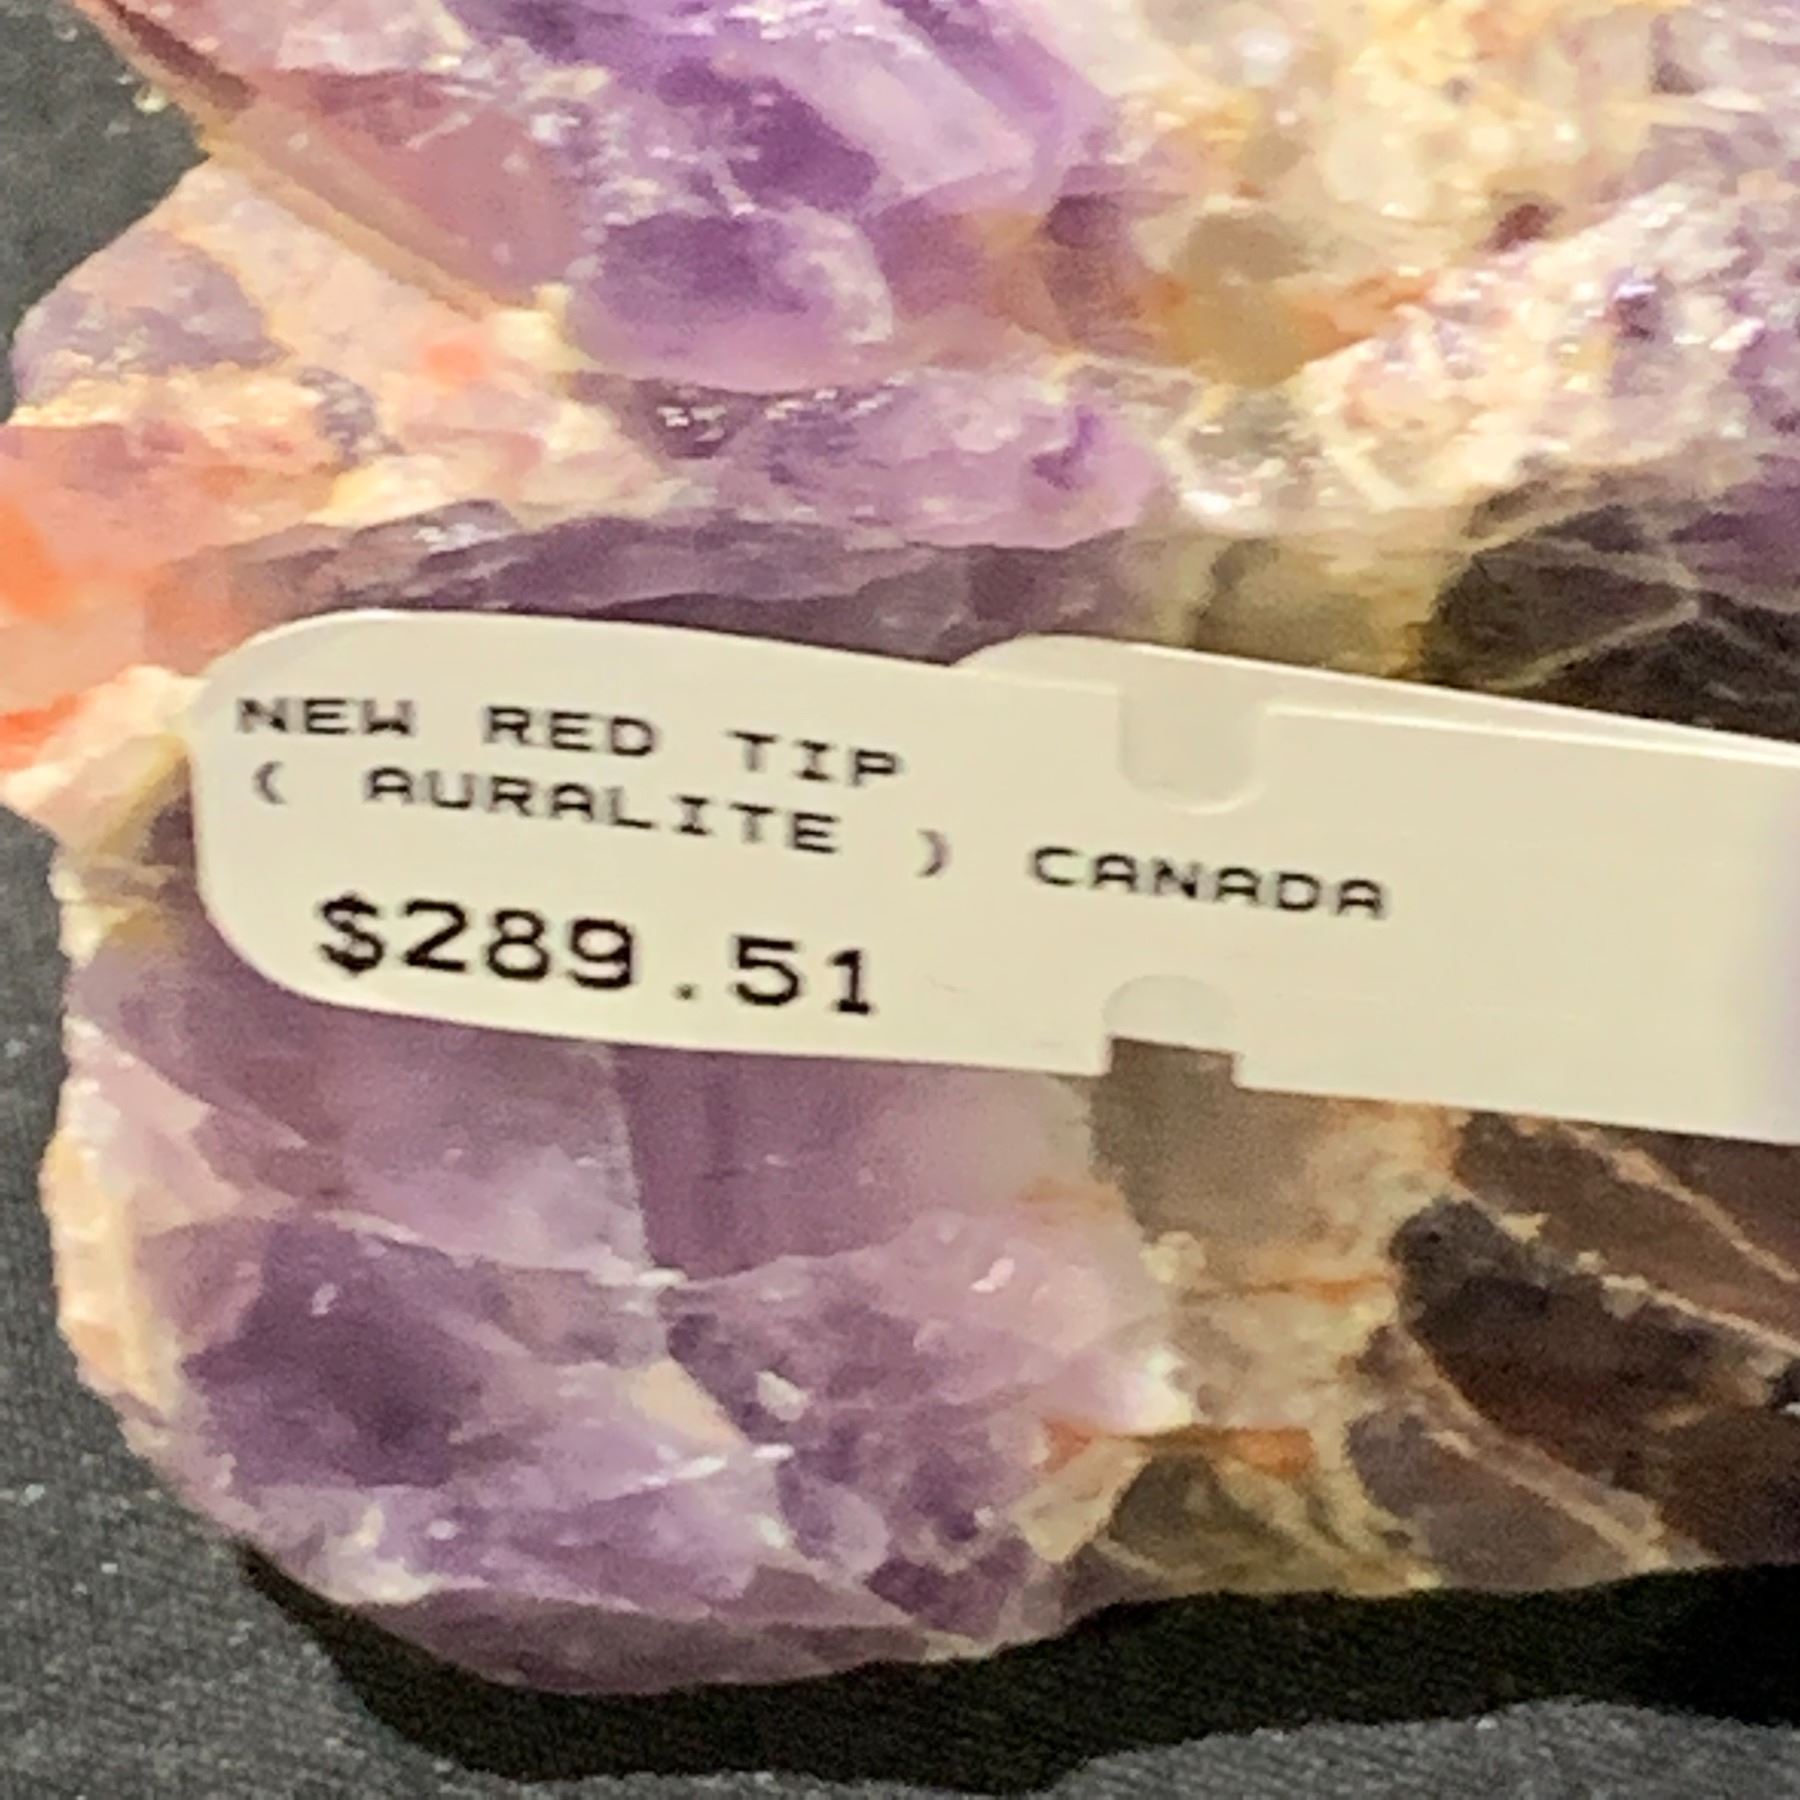 NEW RED TIP
( AURALITE ) CANADA
$289.51